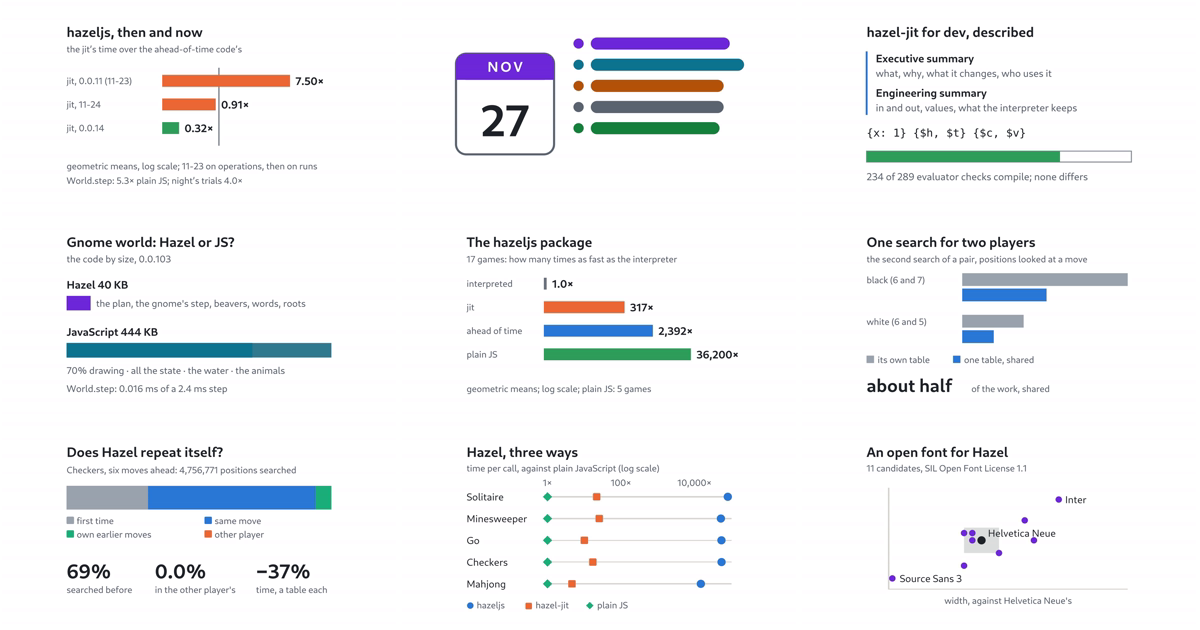 hazeljs, then and now
the jit's time over the ahead-of-time code's
jit, 0.0.11 (11-23)
7.50×
jit, 11-24
0.91×
jit, 0.0.14
0.32×
geometric means, log scale; 11-23 on operations, then on runs
World.step: 5.3× plain JS; night's trials 4.0×
NOV
27
hazel-jit for dev, described
Executive summary
what, why, what it changes, who uses it
Engineering summary
in and out, values, what the interpreter keeps
{x: 1} {$h, $t} {$c, $v}
234 of 289 evaluator checks compile; none differs
Gnome world: Hazel or JS?
the code by size, 0.0.103
Hazel 40 KB
the plan, the gnome's step, beavers, words, roots
JavaScript 444 KB
70% drawing · all the state · the water · the animals
World.step: 0.016 ms of a 2.4 ms step
The hazeljs package
17 games: how many times as fast as the interpreter
interpreted
1.0×
jit
317×
ahead of time
2,392×
plain JS
36,200×
geometric means; log scale; plain JS: 5 games
One search for two players
the second search of a pair, positions looked at a move
black (6 and 7)
white (6 and 5)
its own table
one table, shared
about half of the work, shared
Does Hazel repeat itself?
Checkers, six moves ahead: 4,756,771 positions searched
first time
same move
own earlier moves
other player
69%
searched before
0.0%
in the other player's
−37%
time, a table each
Hazel, three ways
time per call, against plain JavaScript (log scale)
1× 100× 10,000×
Solitaire
Minesweeper
Go
Checkers
Mahjong
hazeljs hazel-jit plain JS
An open font for Hazel
11 candidates, SIL Open Font License 1.1
Inter
Helvetica Neue
Source Sans 3
width, against Helvetica Neue's